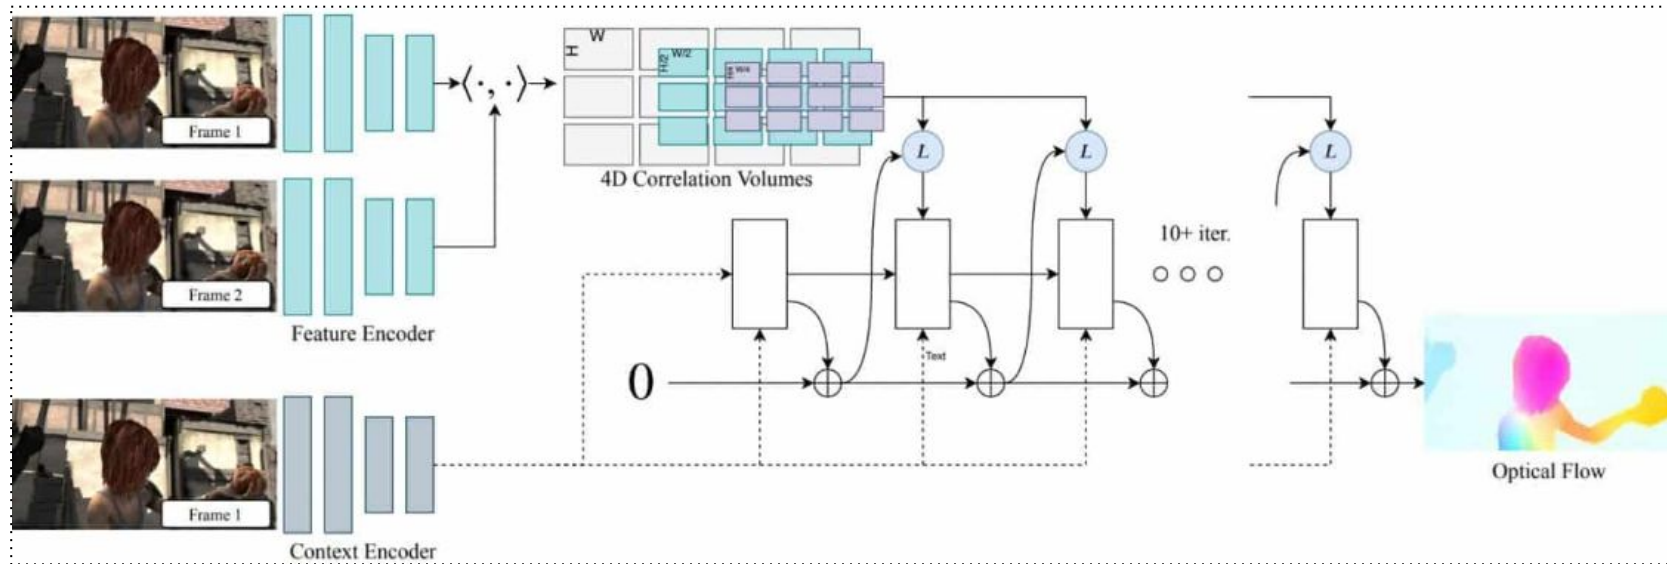 Frame 1
⟨·,·⟩
H
W
H/2
W/2
W/4
4D Correlation Volumes
L
L
L
Frame 2
Feature Encoder
10+ iter.
Text
0
Frame 1
Context Encoder
Optical Flow